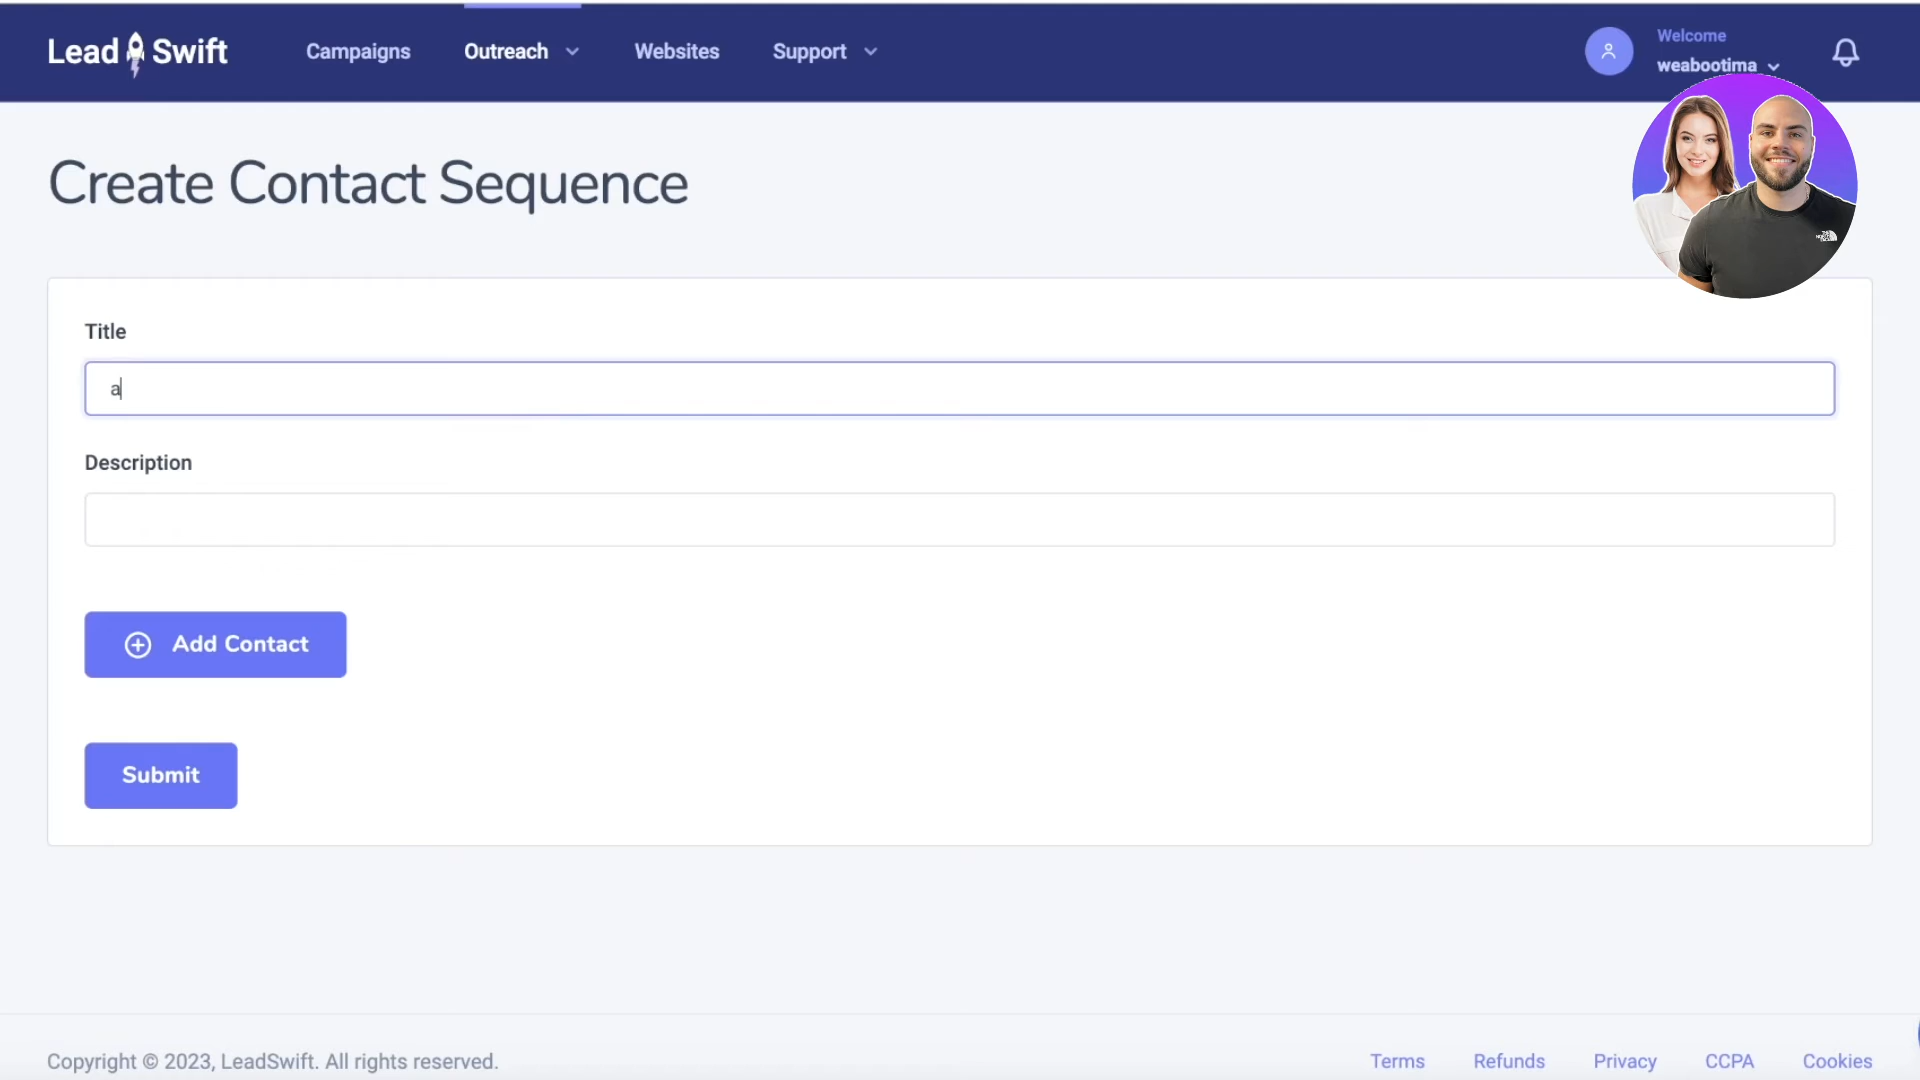 Lead Swift
Campaigns
Outreach
Websites
Support
Welcome
weabootima
Create Contact Sequence
Title
a
Description
Add Contact
Submit
Copyright © 2023, LeadSwift. All rights reserved.
Terms
Refunds
Privacy
CCPA
Cookies